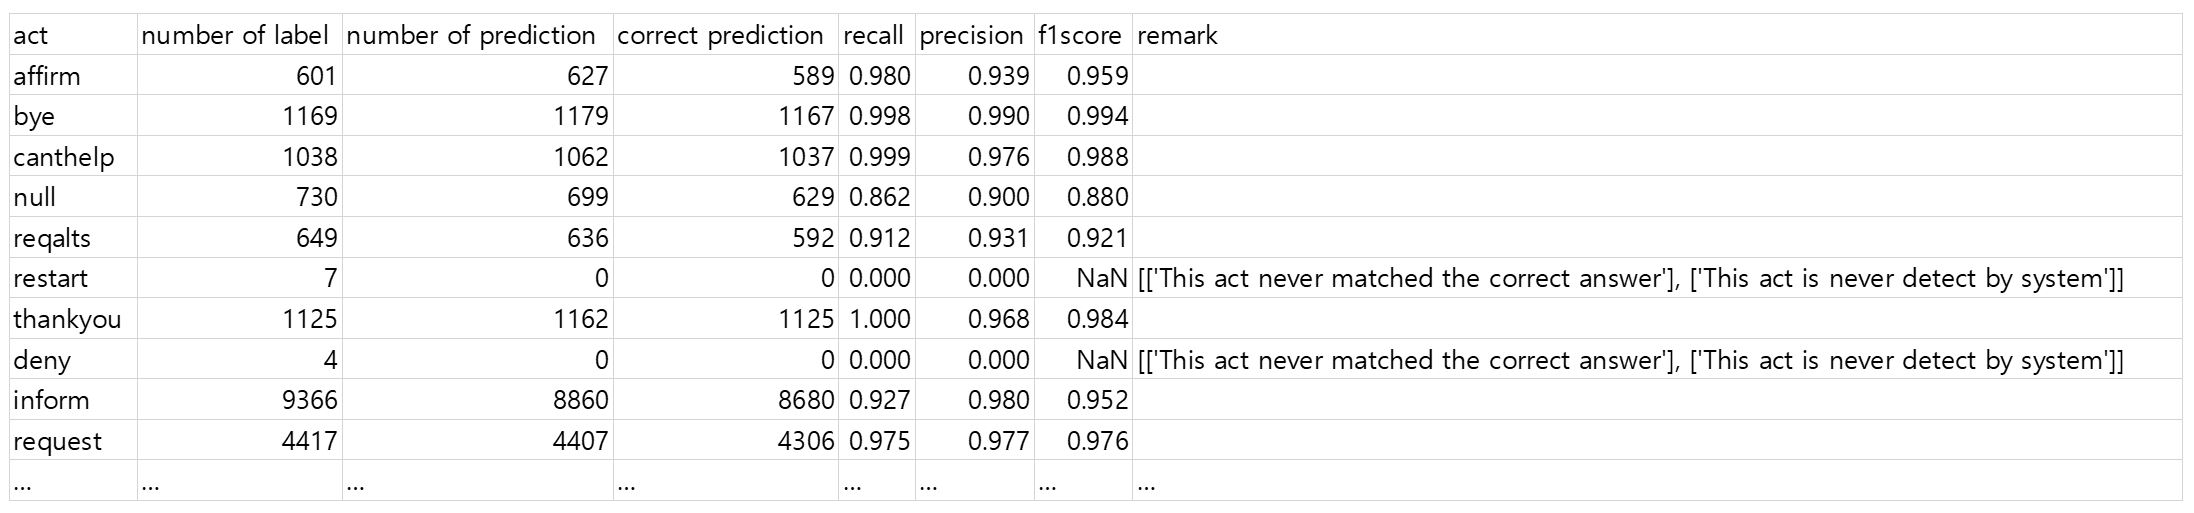 act number of label number of prediction correct prediction recall precision f1score remark
affirm 601 627 589 0.980 0.939 0.959
bye 1169 1179 1167 0.998 0.990 0.994
canthelp 1038 1062 1037 0.999 0.976 0.988
null 730 699 629 0.862 0.900 0.880
reqalts 649 636 592 0.912 0.931 0.921
restart 7 0 0 0.000 0.000 NaN [['This act never matched the correct answer'], ['This act is never detect by system']]
thankyou 1125 1162 1125 1.000 0.968 0.984
deny 4 0 0 0.000 0.000 NaN [['This act never matched the correct answer'], ['This act is never detect by system']]
inform 9366 8860 8680 0.927 0.980 0.952
request 4417 4407 4306 0.975 0.977 0.976
... ... ... ... ... ... ... ...